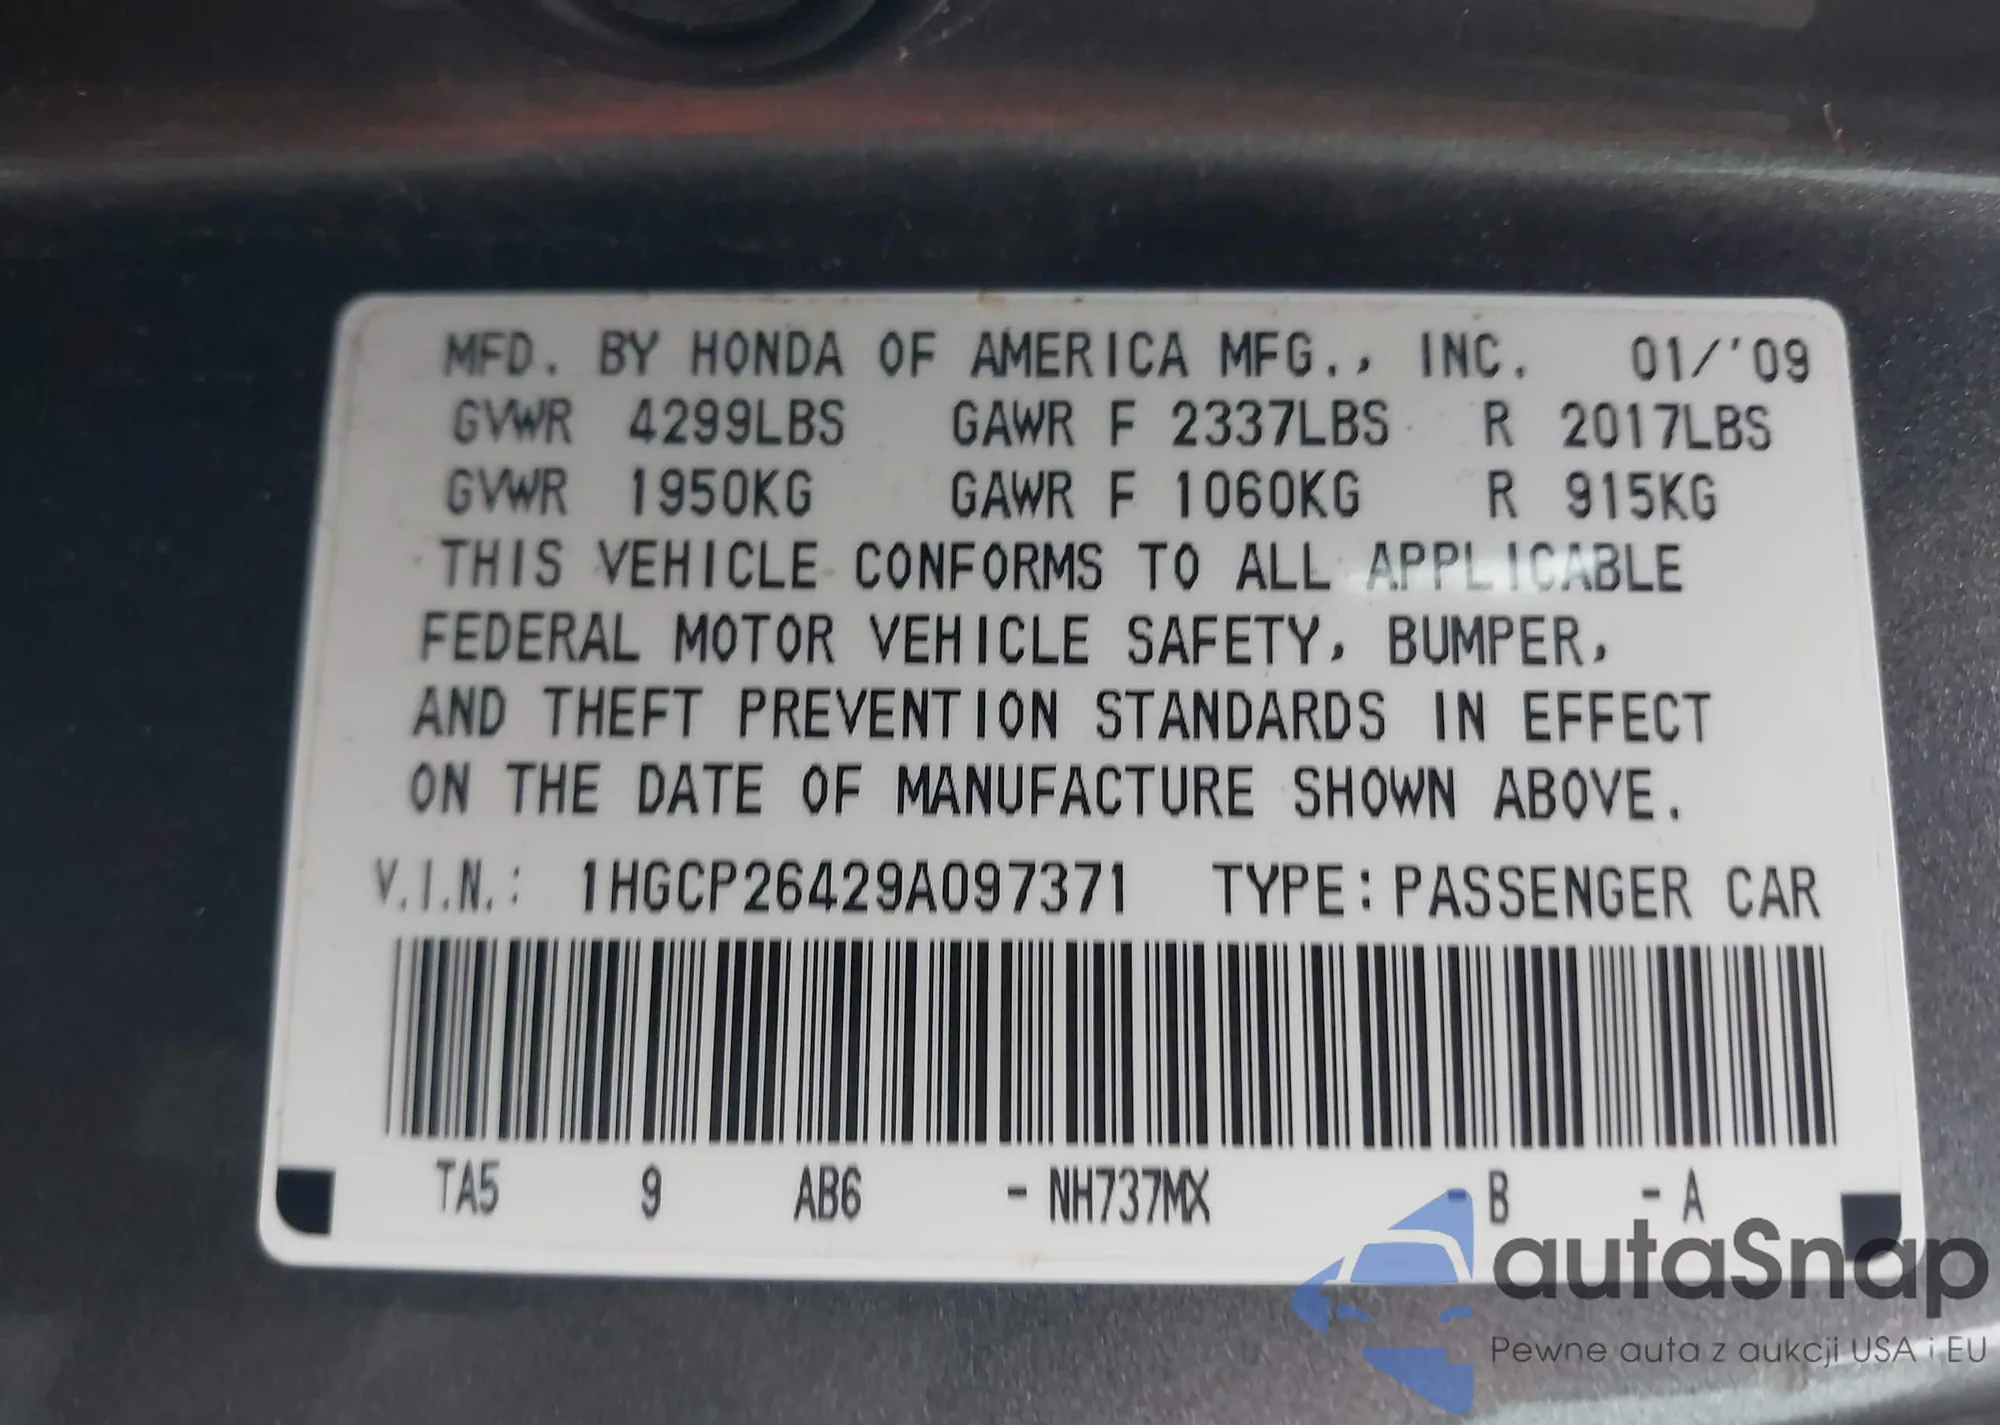 MFD. BY HONDA OF AMERICA MFG., INC. 01/'09
GVWR 4299LBS GAWR F 2337LBS R 2017LBS
GVWR 1950KG GAWR F 1060KG R 915KG
THIS VEHICLE CONFORMS TO ALL APPLICABLE
FEDERAL MOTOR VEHICLE SAFETY, BUMPER,
AND THEFT PREVENTION STANDARDS IN EFFECT
ON THE DATE OF MANUFACTURE SHOWN ABOVE.
V.I.N.: 1HGCP26429A097371 TYPE: PASSENGER CAR
TA5 9 AB6 - NH737MX - B - A
autaSnap
Pewne auta z aukcji USA i EU